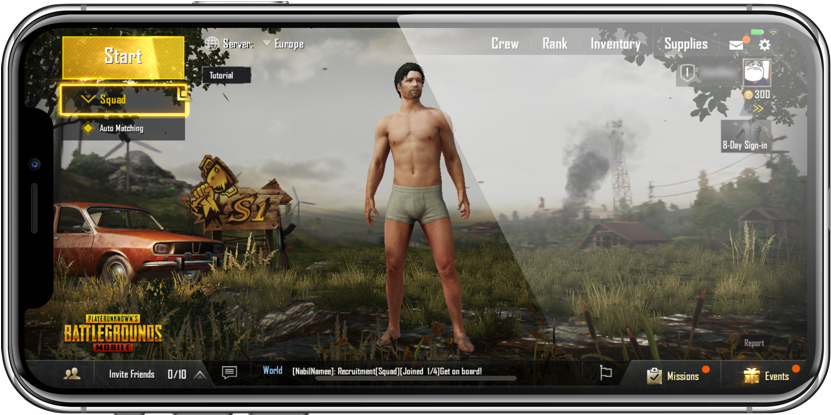 Start
Server: Europe
Crew
Rank
Inventory
Supplies
Squad
Tutorial
Auto Matching
300
8-Day Sign-in
S1
PLAYERUNKNOWN'S
BATTLEGROUNDS
MOBILE
Report
Invite Friends 0/10
World [NabilNamee]: Recruitment[Squad][Joined 1/4]Get on board!
Missions
Events